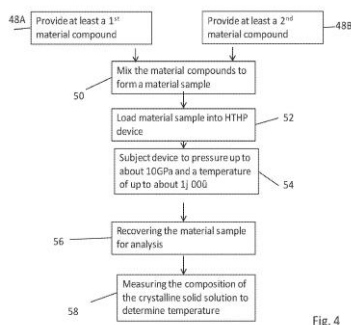 48A
Provide at least a 1st
material compound
Provide at least a 2nd
material compound
48B
Mix the material compounds to
form a material sample
50
Load material sample into HTHP
device
52
Subject device to pressure up to
about 10GPa and a temperature
of up to about 1j 00û
54
Recovering the material sample
for analysis
56
Measuring the composition of
the crystalline solid solution to
determine temperature
58
Fig. 4